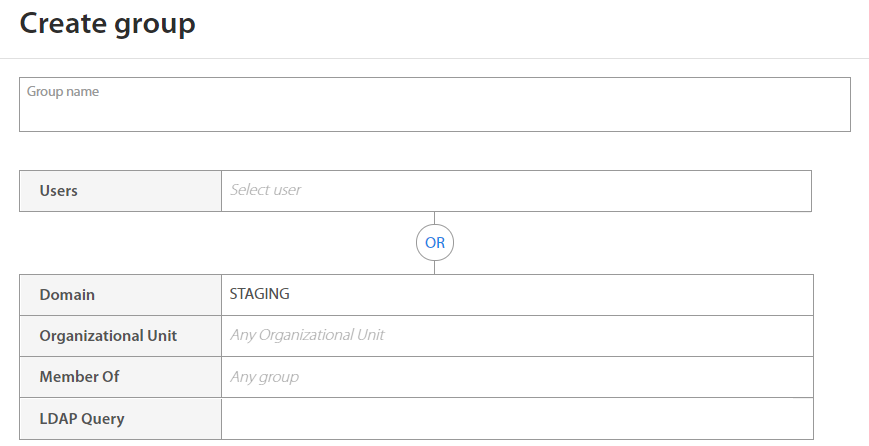 Create group
Group name
Users Select user
OR
Domain STAGING
Organizational Unit Any Organizational Unit
Member Of Any group
LDAP Query